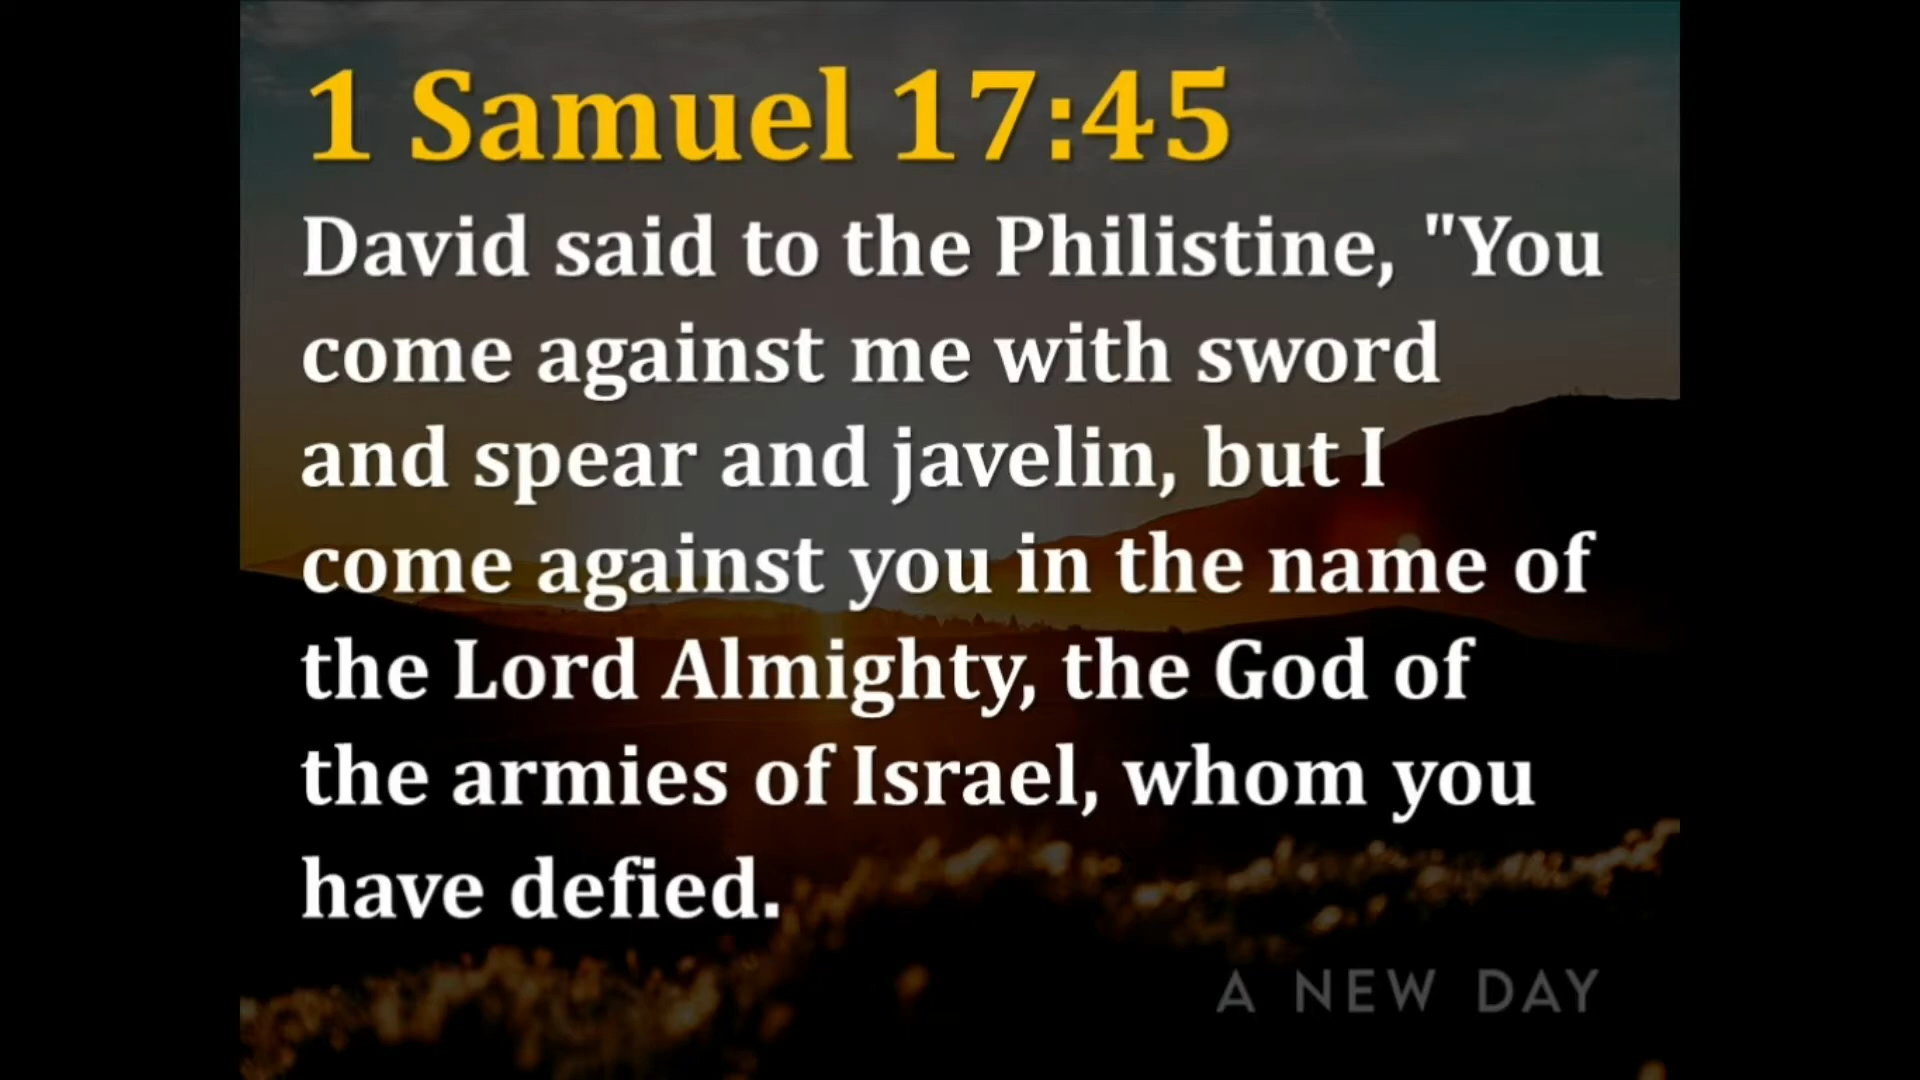 1 Samuel 17:45
David said to the Philistine, "You
come against me with sword
and spear and javelin, but I
come against you in the name of
the Lord Almighty, the God of
the armies of Israel, whom you
have defied.
A NEW DAY